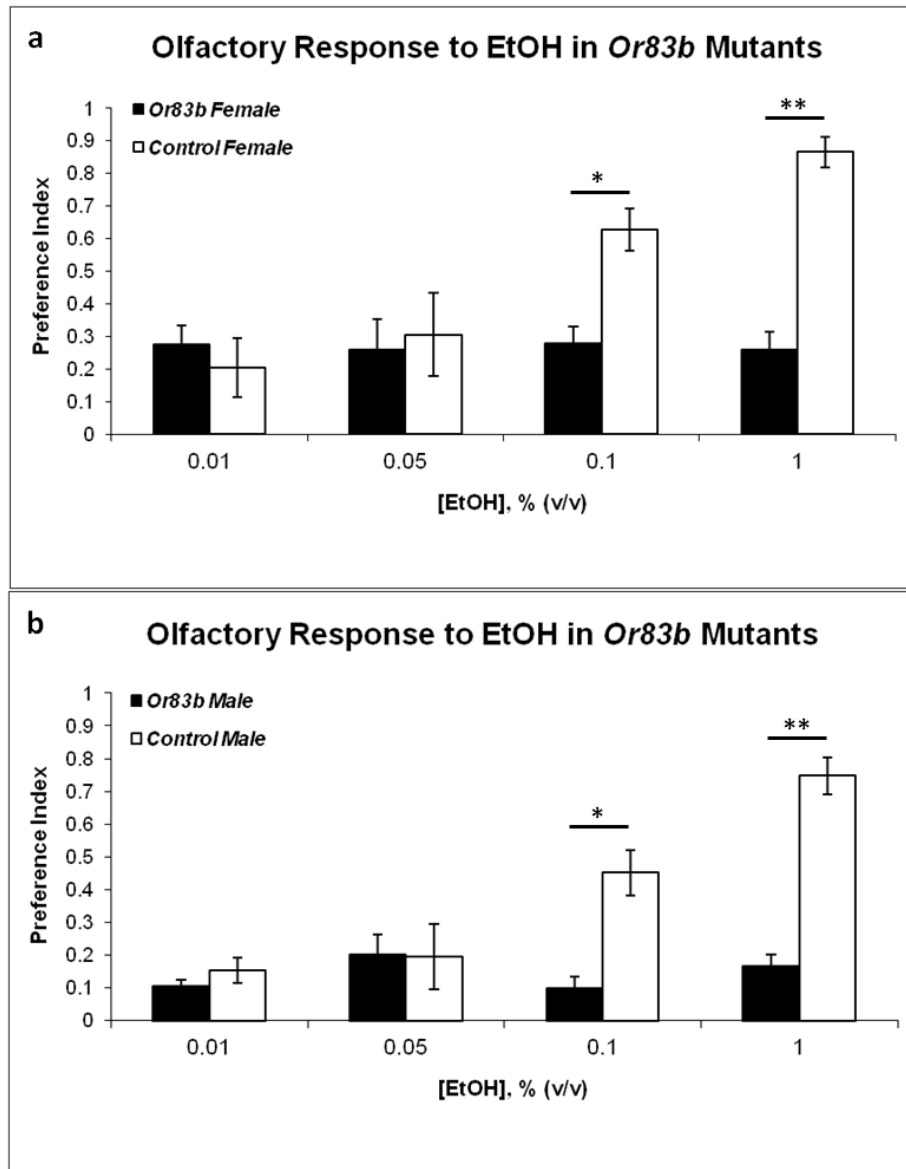 a
Olfactory Response to EtOH in Or83b Mutants
Or83b Female
Control Female
Preference Index
1
0.9
0.8
0.7
0.6
0.5
0.4
0.3
0.2
0.1
0
*
**
0.01 0.05 0.1 1
[EtOH], % (v/v)
b
Olfactory Response to EtOH in Or83b Mutants
Or83b Male
Control Male
Preference Index
1
0.9
0.8
0.7
0.6
0.5
0.4
0.3
0.2
0.1
0
*
**
0.01 0.05 0.1 1
[EtOH], % (v/v)